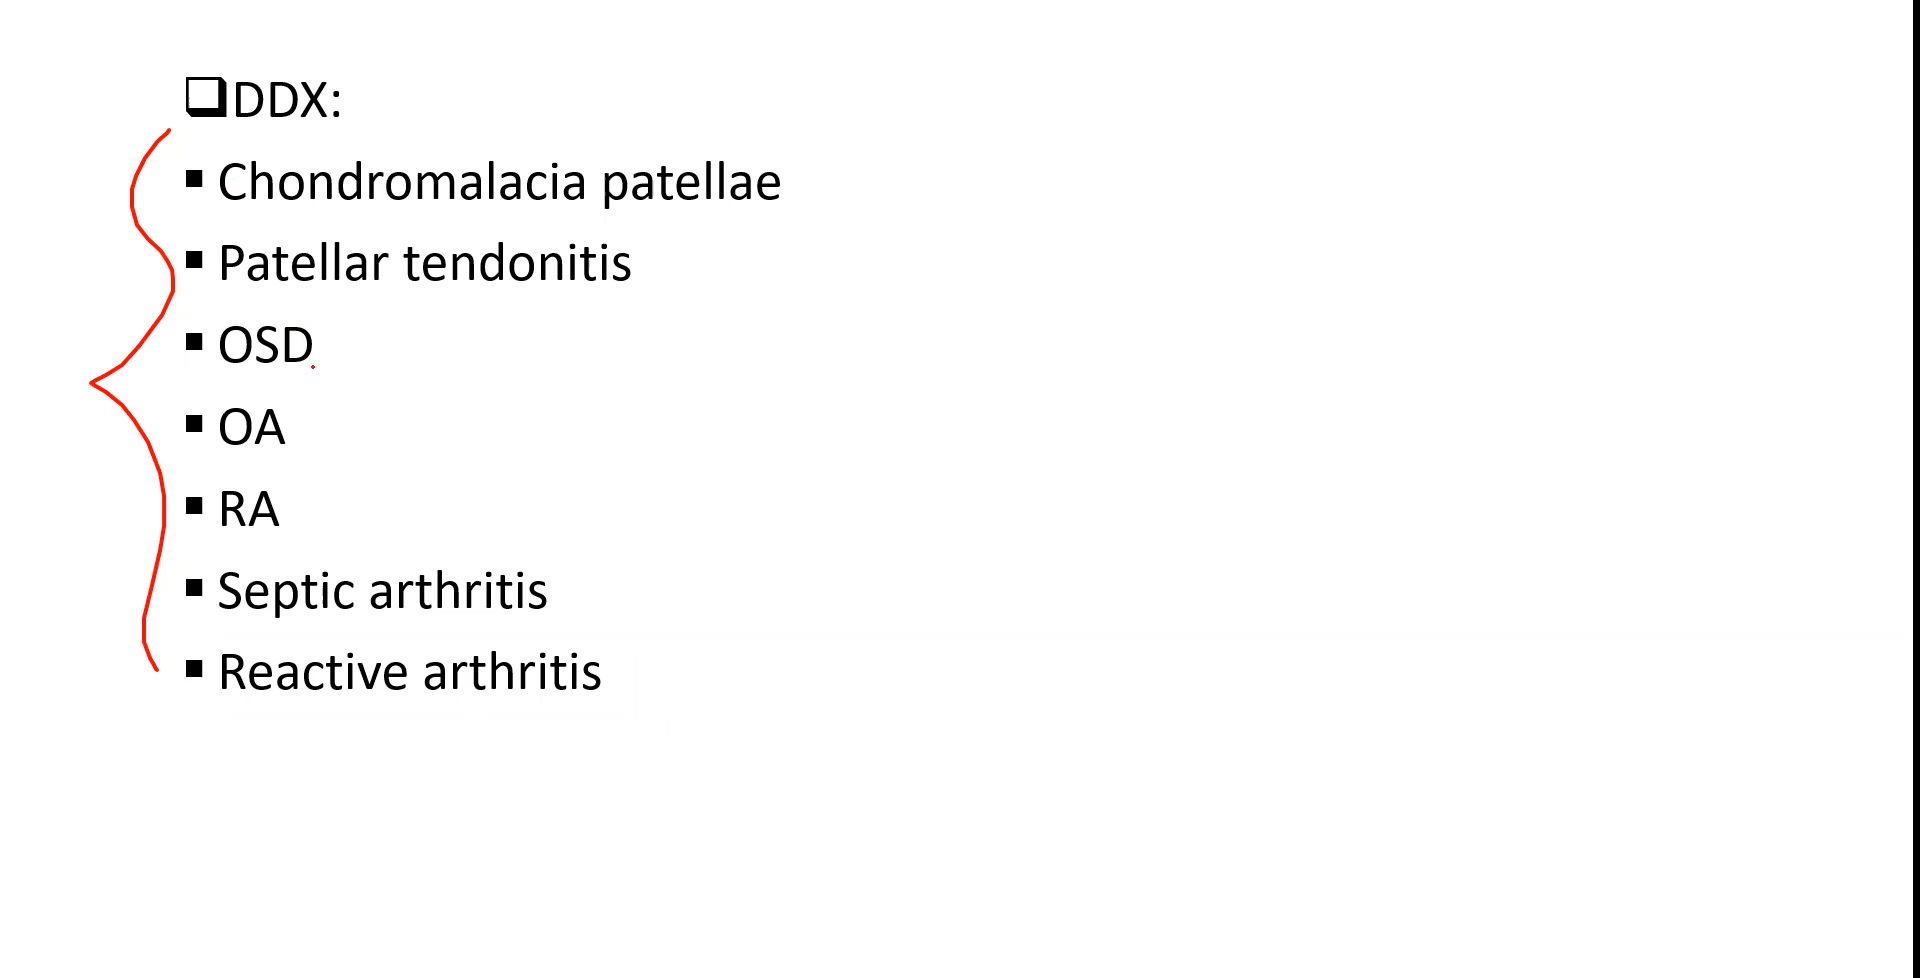 ❑DDX:
▪ Chondromalacia patellae
▪ Patellar tendonitis
▪ OSD
▪ OA
▪ RA
▪ Septic arthritis
▪ Reactive arthritis